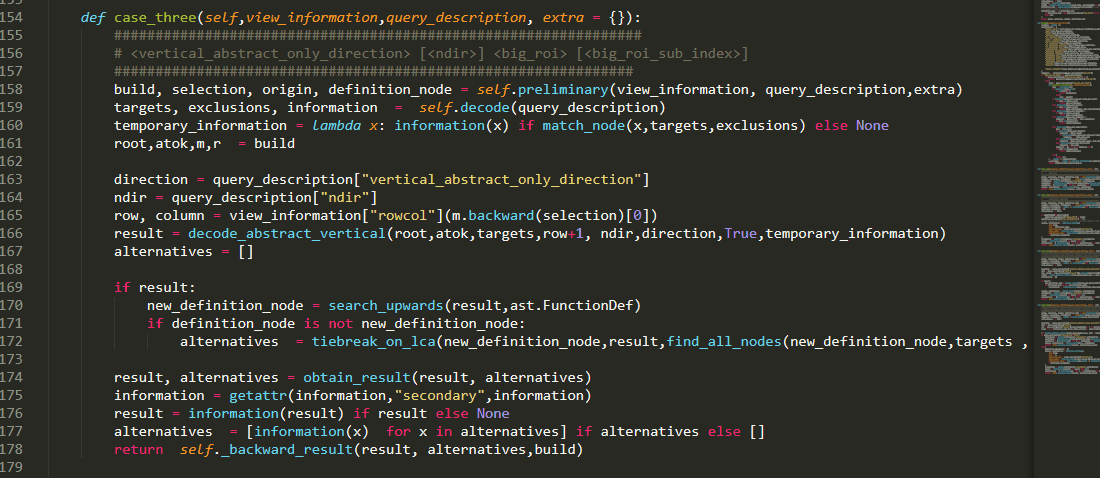 154 def case_three(self,view_information,query_description, extra = {}):
155 ################################################################
156 # <vertical_abstract_only_direction> [<ndir>] <big_roi> [<big_roi_sub_index>]
157 ###############################################################
158 build, selection, origin, definition_node = self.preliminary(view_information, query_description,extra)
159 targets, exclusions, information  =  self.decode(query_description)
160 temporary_information = lambda x: information(x) if match_node(x,targets,exclusions) else None
161 root,atok,m,r  = build
162
163 direction = query_description["vertical_abstract_only_direction"]
164 ndir = query_description["ndir"]
165 row, column = view_information["rowcol"](m.backward(selection)[0])
166 result = decode_abstract_vertical(root,atok,targets,row+1, ndir,direction,True,temporary_information)
167 alternatives = []
168
169 if result:
170 new_definition_node = search_upwards(result,ast.FunctionDef)
171 if definition_node is not new_definition_node:
172 alternatives  = tiebreak_on_lca(new_definition_node,result,find_all_nodes(new_definition_node,targets ,
173
174 result, alternatives = obtain_result(result, alternatives)
175 information = getattr(information,"secondary",information)
176 result = information(result) if result else None
177 alternatives  = [information(x)  for x in alternatives] if alternatives else []
178 return  self._backward_result(result, alternatives,build)
179